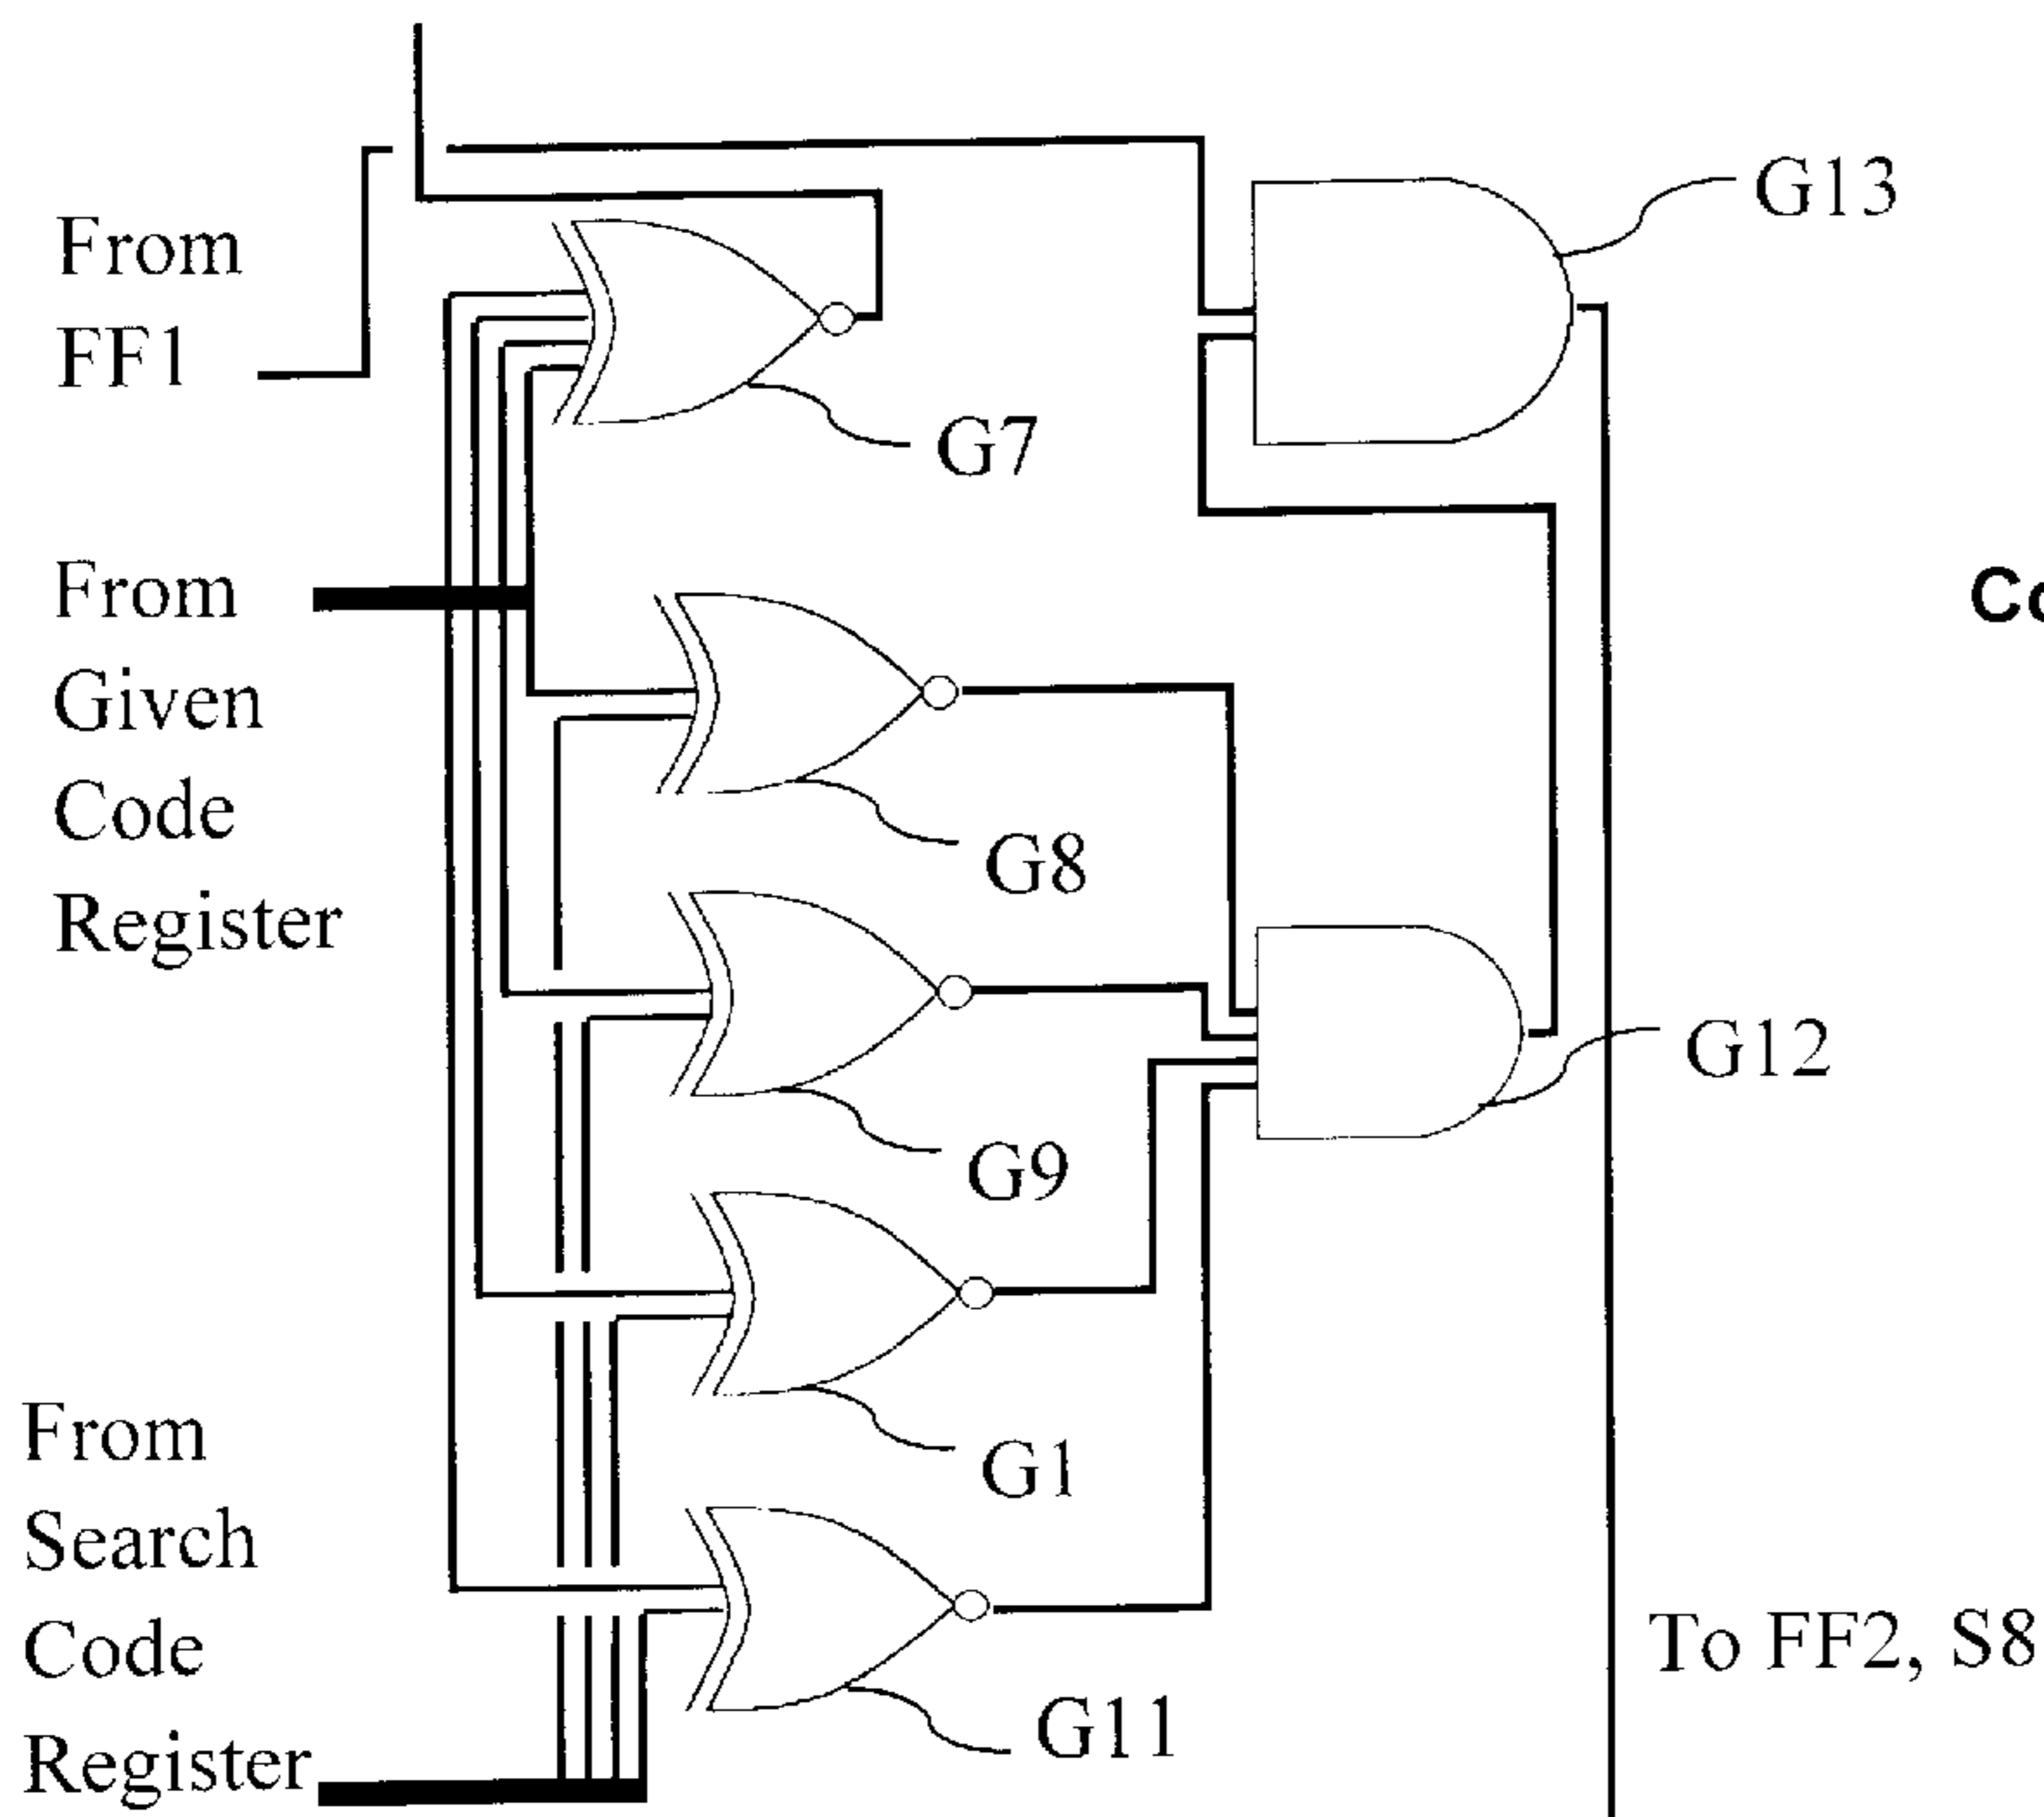 From
FF1
G13
G7
From
Given
Code
Register
Co
G8
G12
G9
G1
From
Search
Code
Register
G11
To FF2, S8